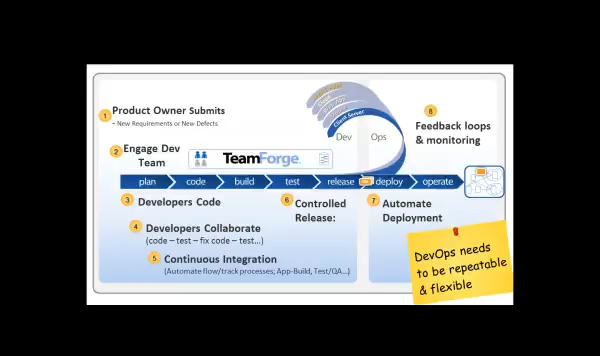 1 Product Owner Submits
- New Requirements or New Defects
2 Engage Dev
Team
TeamForge
Client Server
Dev
Ops
8
Feedback loops
& monitoring
plan
code
build
test
release
deploy
operate
3 Developers Code
4 Developers Collaborate
(code – test – fix code – test...)
5 Continuous Integration
(Automate flow/track processes; App-Build, Test/QA...)
6 Controlled
Release:
7 Automate
Deployment
DevOps needs
to be repeatable
& flexible